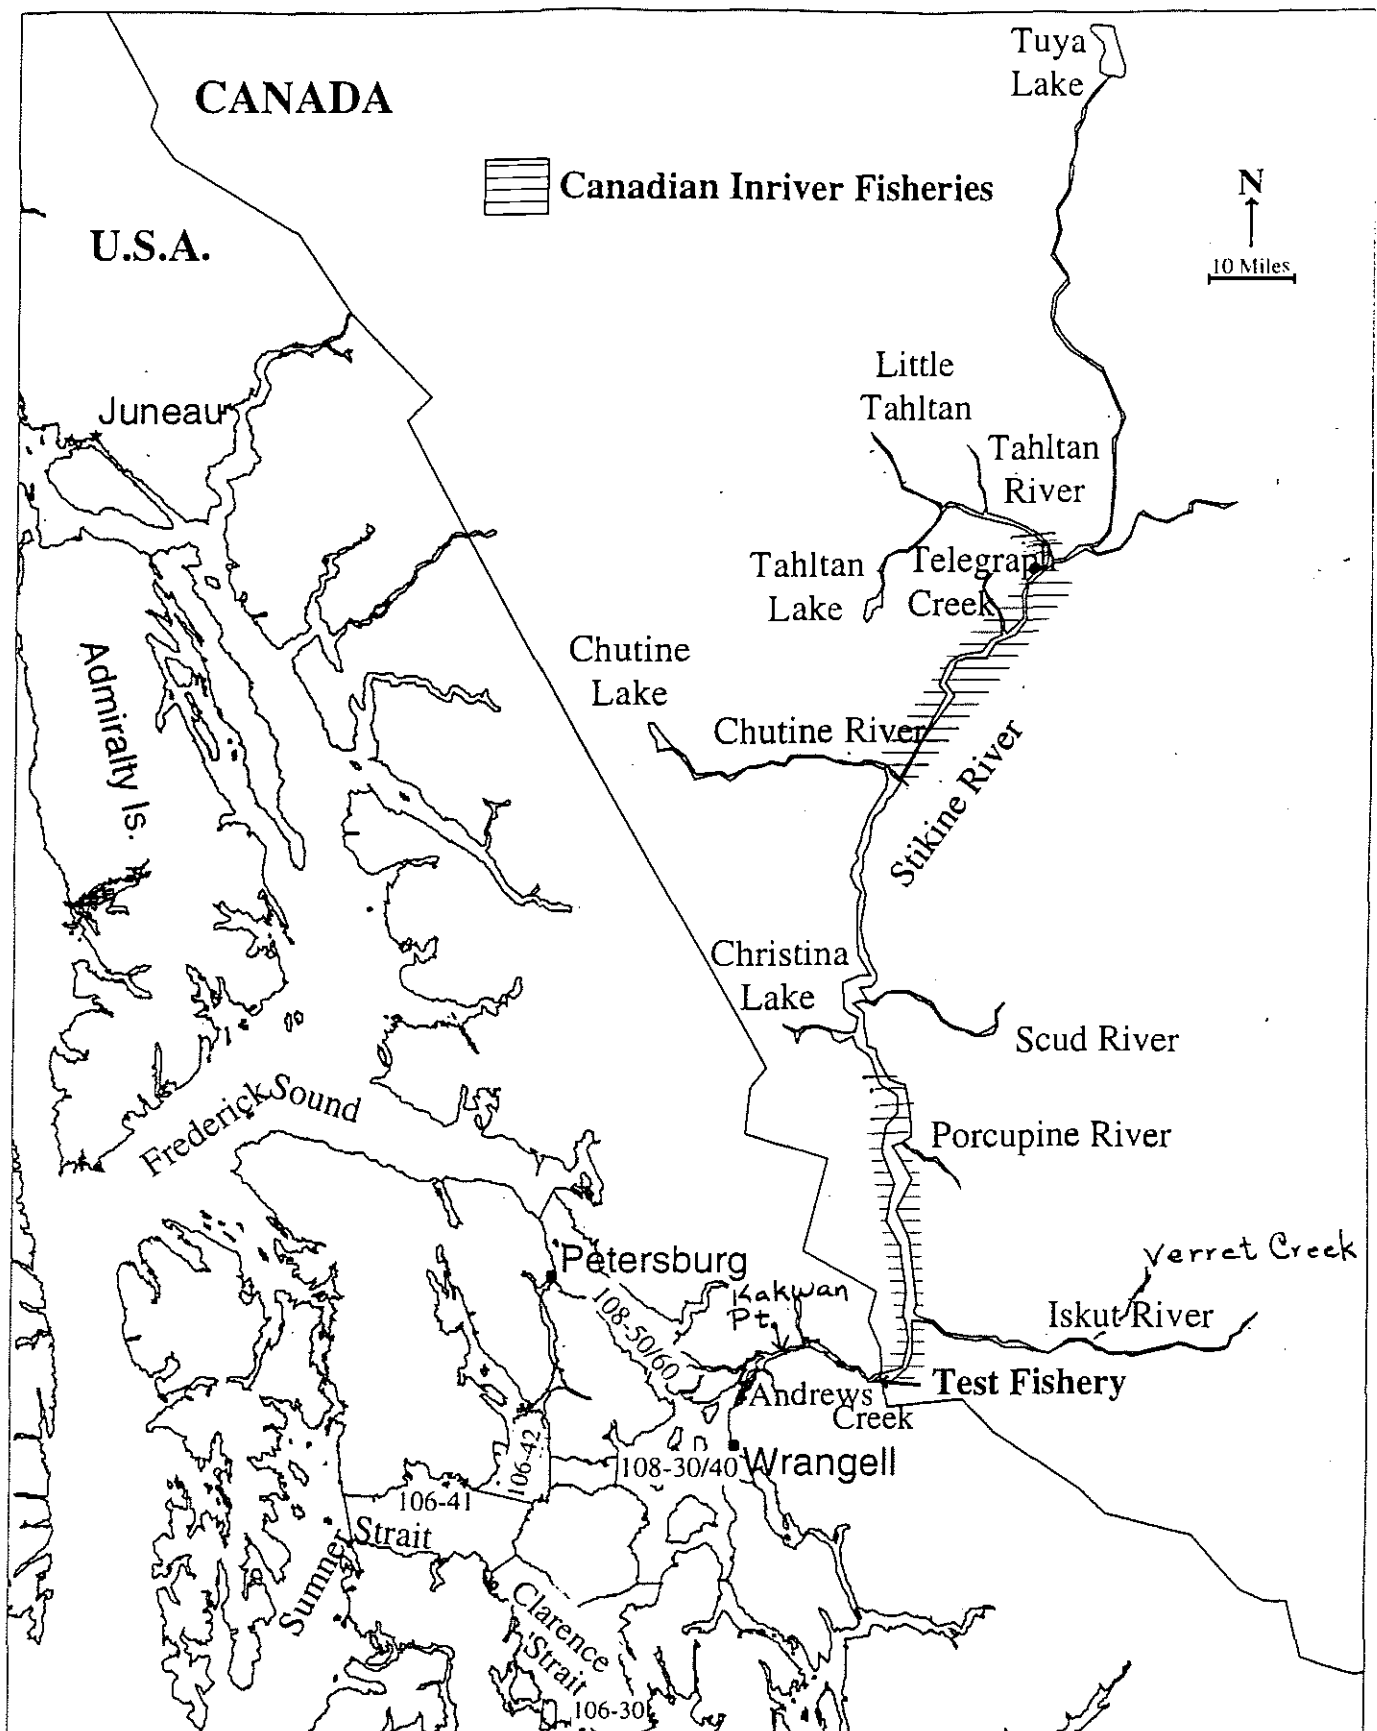 Tuya
Lake
CANADA
Canadian Inriver Fisheries
N
10 Miles
U.S.A.
Little
Tahltan
Juneau
Tahltan
River
Tahltan
Lake
Telegraph
Creek
Chutine
Lake
Admiralty Is.
Chutine River
Stikine River
Christina
Lake
Scud River
Frederick Sound
Porcupine River
Verret Creek
Petersburg
Kakwan
Pt.
108-50/60
Iskut River
Test Fishery
Andrews
Creek
106-42
108-30/40
Wrangell
106-41
Sumner Strait
Clarence
Strait
106-30